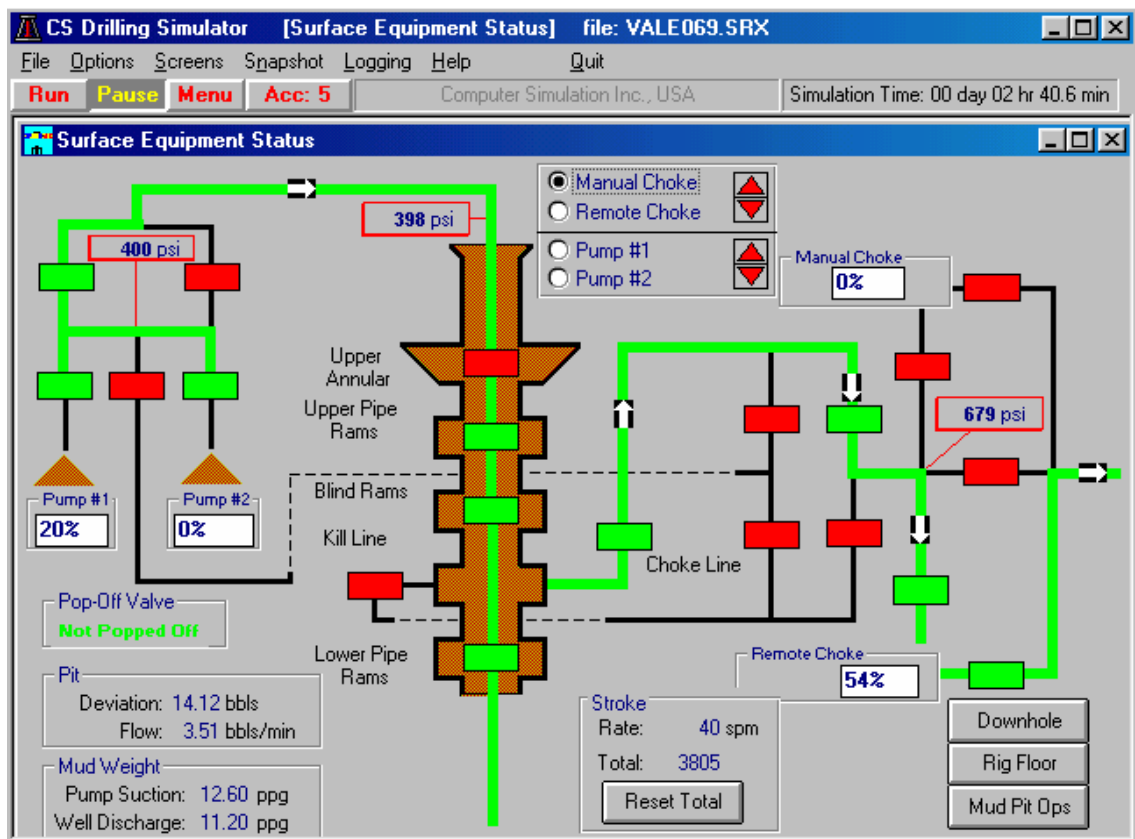 CS Drilling Simulator [Surface Equipment Status] file: VALE069.SRX
File Options Screens Snapshot Logging Help Quit
Run Pause Menu Acc: 5 Computer Simulation Inc., USA Simulation Time: 00 day 02 hr 40.6 min
Surface Equipment Status
Manual Choke
Remote Choke
Pump #1
Pump #2
398 psi
400 psi
Manual Choke
0%
Upper
Annular
Upper Pipe
Rams
679 psi
Blind Rams
Pump #1
20%
Pump #2
0%
Kill Line
Choke Line
Pop-Off Valve
Not Popped Off
Lower Pipe
Rams
Remote Choke
54%
Pit
Deviation: 14.12 bbls
Flow: 3.51 bbls/min
Stroke
Rate: 40 spm
Total: 3805
Reset Total
Downhole
Rig Floor
Mud Pit Ops
Mud Weight
Pump Suction: 12.60 ppg
Well Discharge: 11.20 ppg